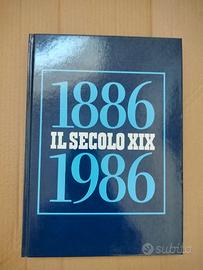 1886
IL SECOLO XIX
1986
subito